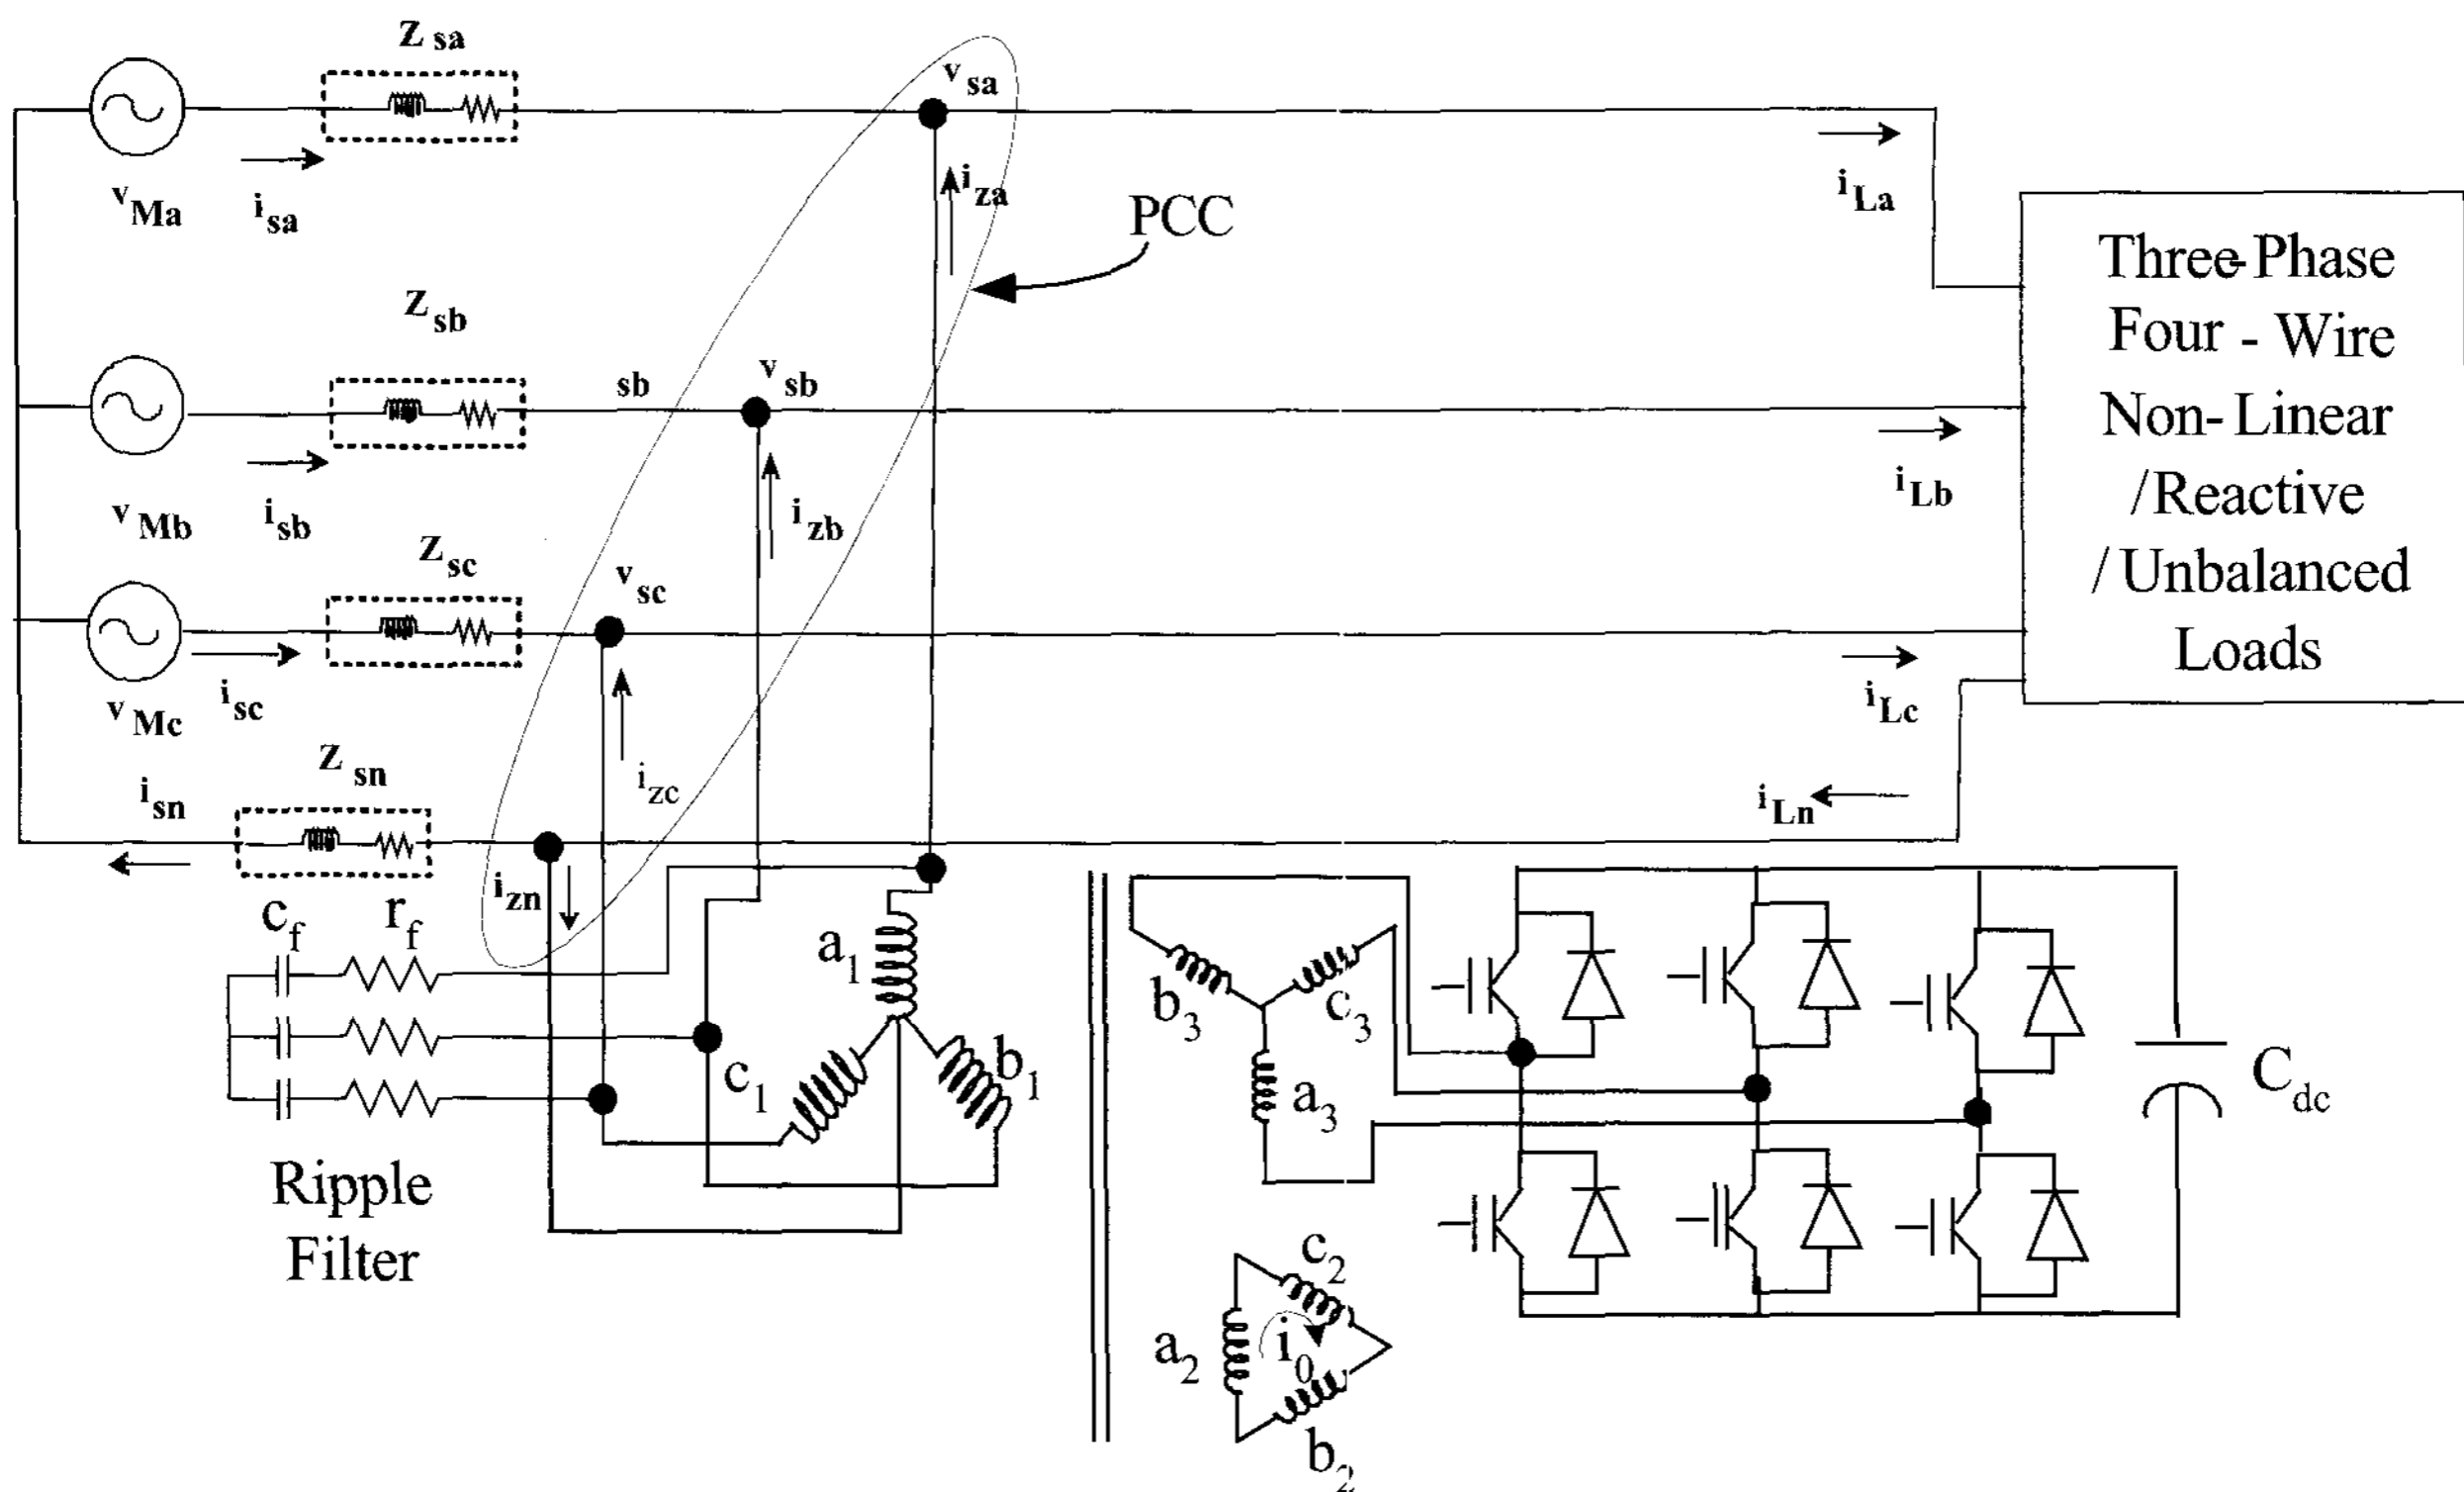 Z sa
v sa
i sa
v Ma
i za
PCC
i La
Three-Phase
Four - Wire
Non-Linear
/Reactive
/Unbalanced
Loads
Z sb
sb
v sb
v Mb
i sb
i zb
i Lb
Z sc
v sc
i sc
v Mc
i zc
i Lc
Z sn
i sn
i Ln
i zn
c f
r f
a 1
c 1
b 1
b 3
c 3
a 3
C dc
Ripple
Filter
c 2
a 2
i 0
b 2